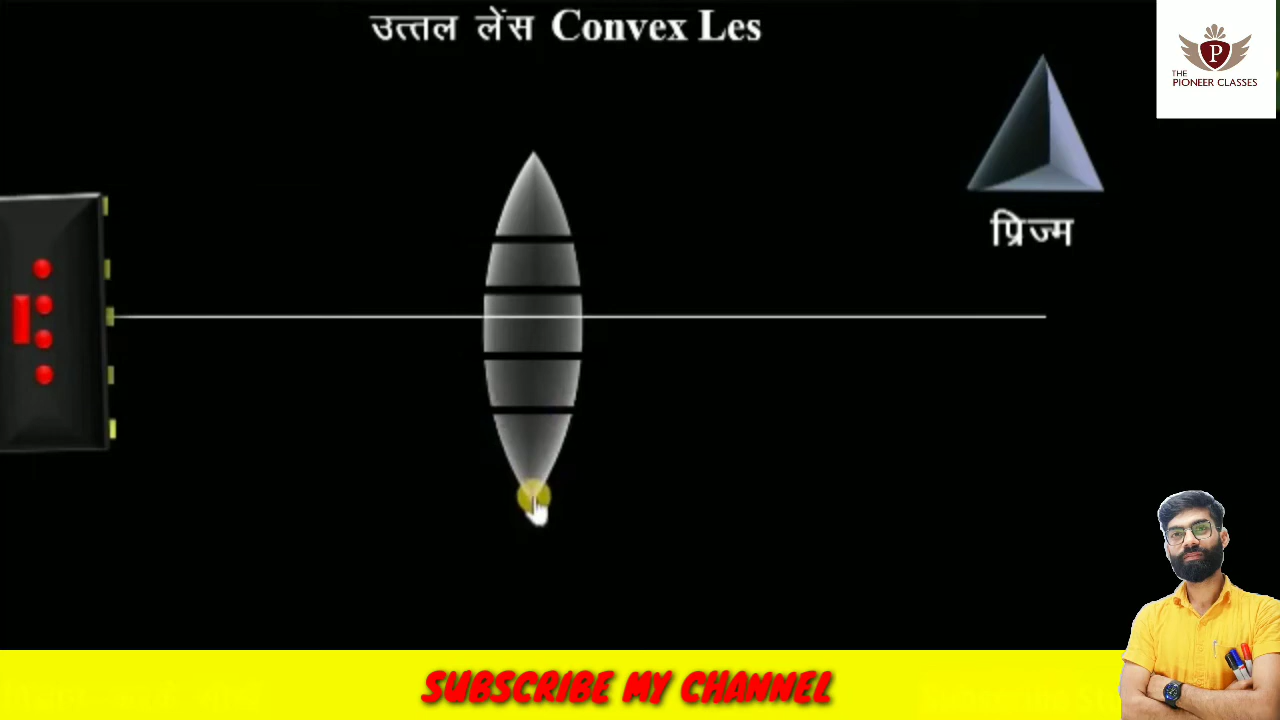 उत्तल लेंस Convex Les
P
THE
PIONEER CLASSES
प्रिज्म
SUBSCRIBE MY CHANNEL